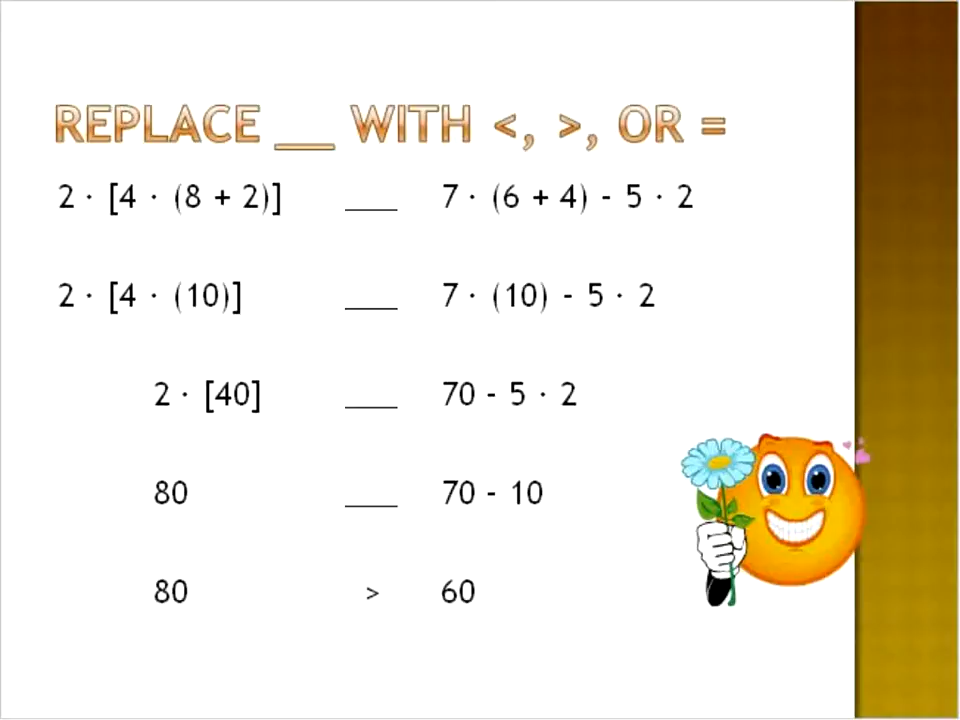 REPLACE __ WITH <, >, OR =
2 · [4 · (8 + 2)] ___ 7 · (6 + 4) - 5 · 2
2 · [4 · (10)] ___ 7 · (10) - 5 · 2
2 · [40] ___ 70 - 5 · 2
80 ___ 70 - 10
80 > 60